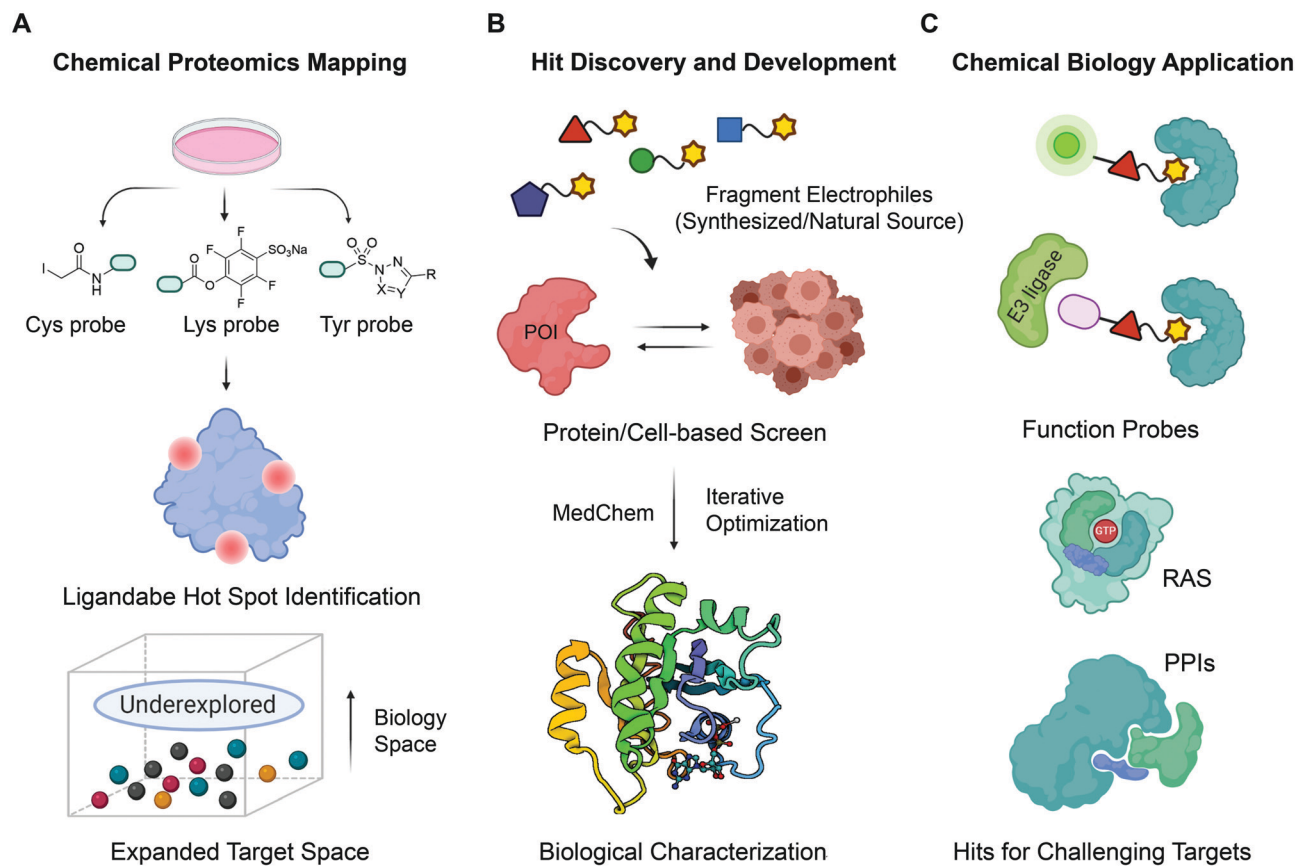 A
Chemical Proteomics Mapping
I
O
N
H
Cys probe
O
O
F
F
F
F
SO₃Na
Lys probe
O
O
S
N
N
X
Y
R
Tyr probe
Ligandabe Hot Spot Identification
Underexplored
Biology
Space
Expanded Target Space
B
Hit Discovery and Development
Fragment Electrophiles
(Synthesized/Natural Source)
POI
Protein/Cell-based Screen
MedChem
Iterative
Optimization
Biological Characterization
C
Chemical Biology Application
E3 ligase
Function Probes
GTP
RAS
PPIs
Hits for Challenging Targets